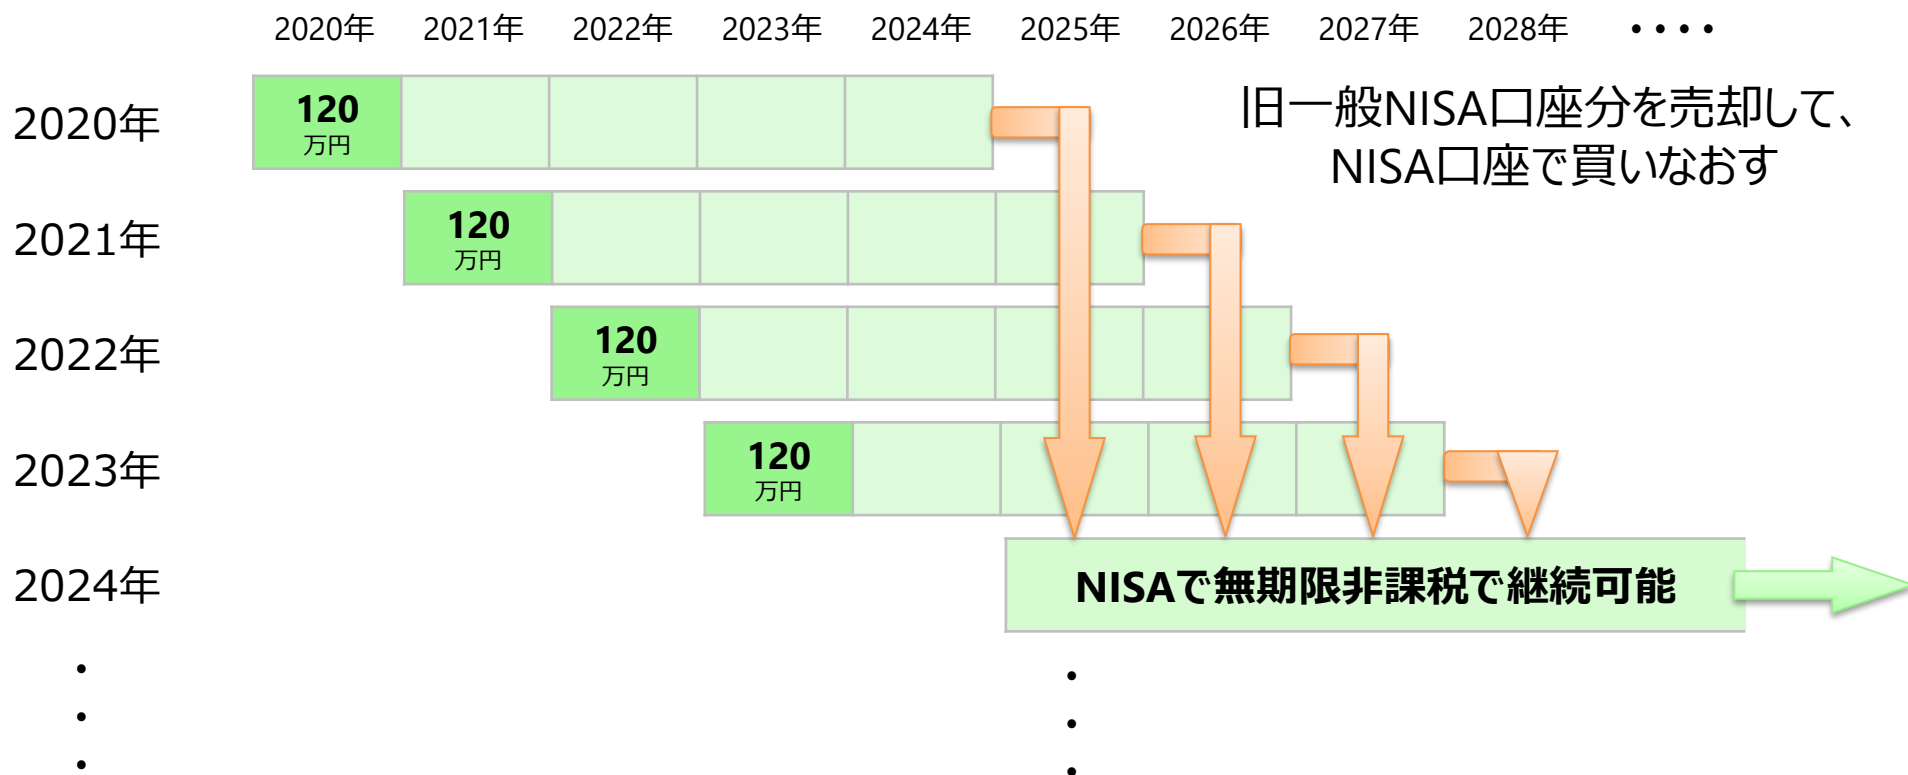 2020年 2021年 2022年 2023年 2024年 2025年 2026年 2027年 2028年 ・・・・
2020年
120
万円
旧一般NISA口座分を売却して、
NISA口座で買いなおす
2021年
120
万円
2022年
120
万円
2023年
120
万円
2024年
NISAで無期限非課税で継続可能
・ ・
・ ・
・ ・